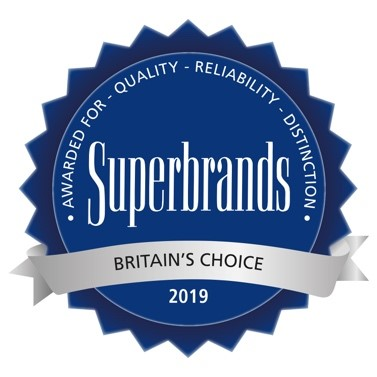 • AWARDED FOR - QUALITY - RELIABILITY - DISTINCTION •
Superbrands
BRITAIN'S CHOICE
2019